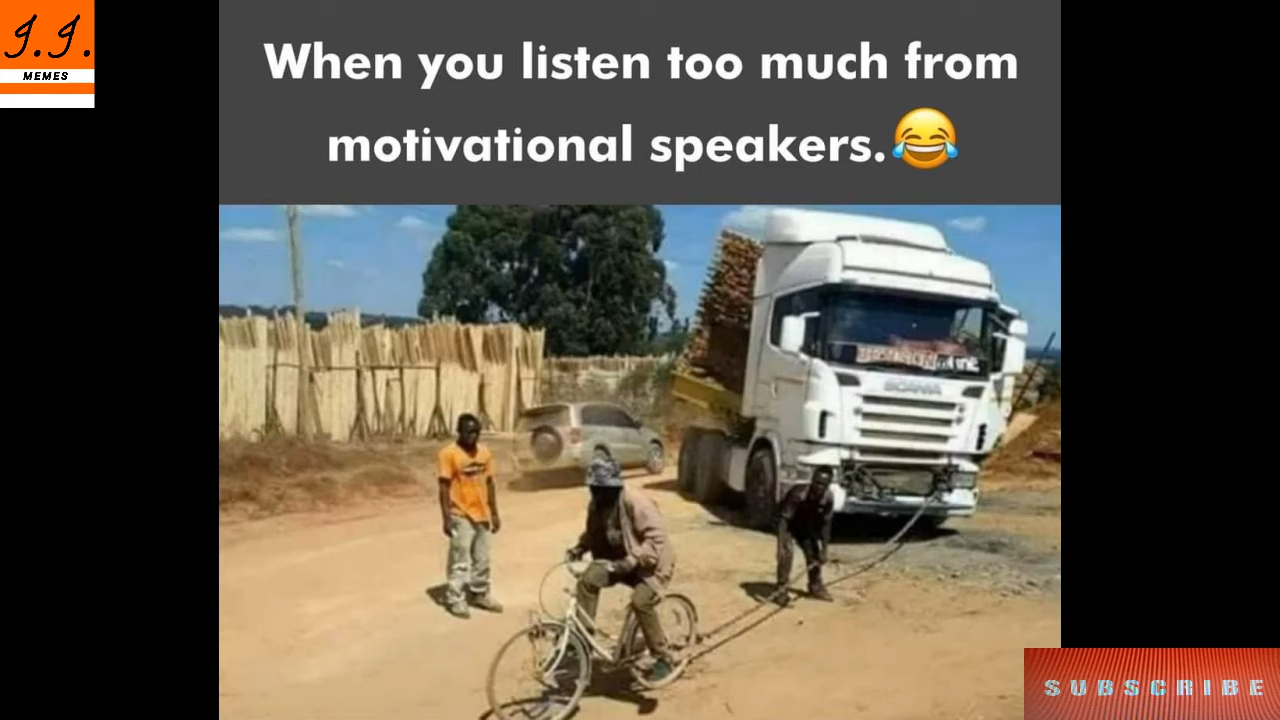 J.J.
MEMES
When you listen too much from
motivational speakers.😂
SCANIA
SUBSCRIBE